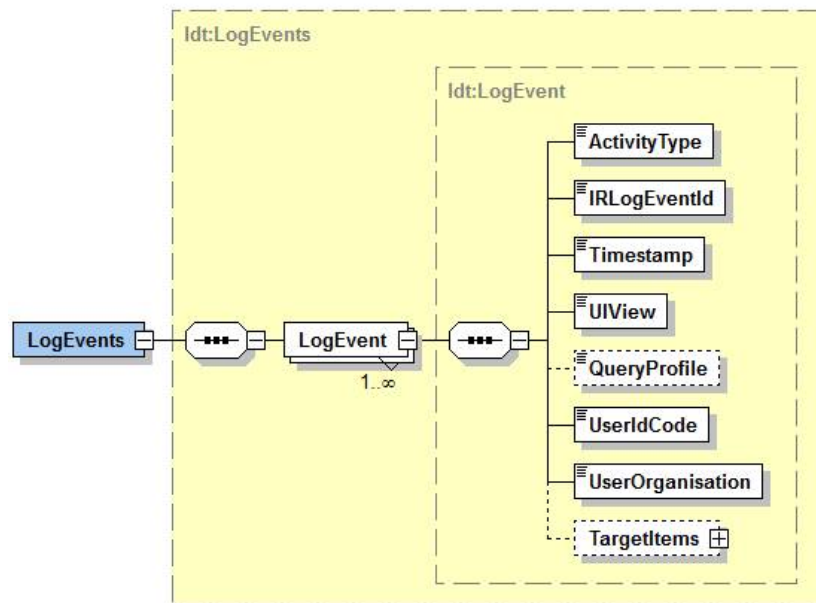 ldt:LogEvents
ldt:LogEvent
ActivityType
IRLogEventId
Timestamp
UIView
LogEvents
LogEvent
1..∞
QueryProfile
UserIdCode
UserOrganisation
TargetItems